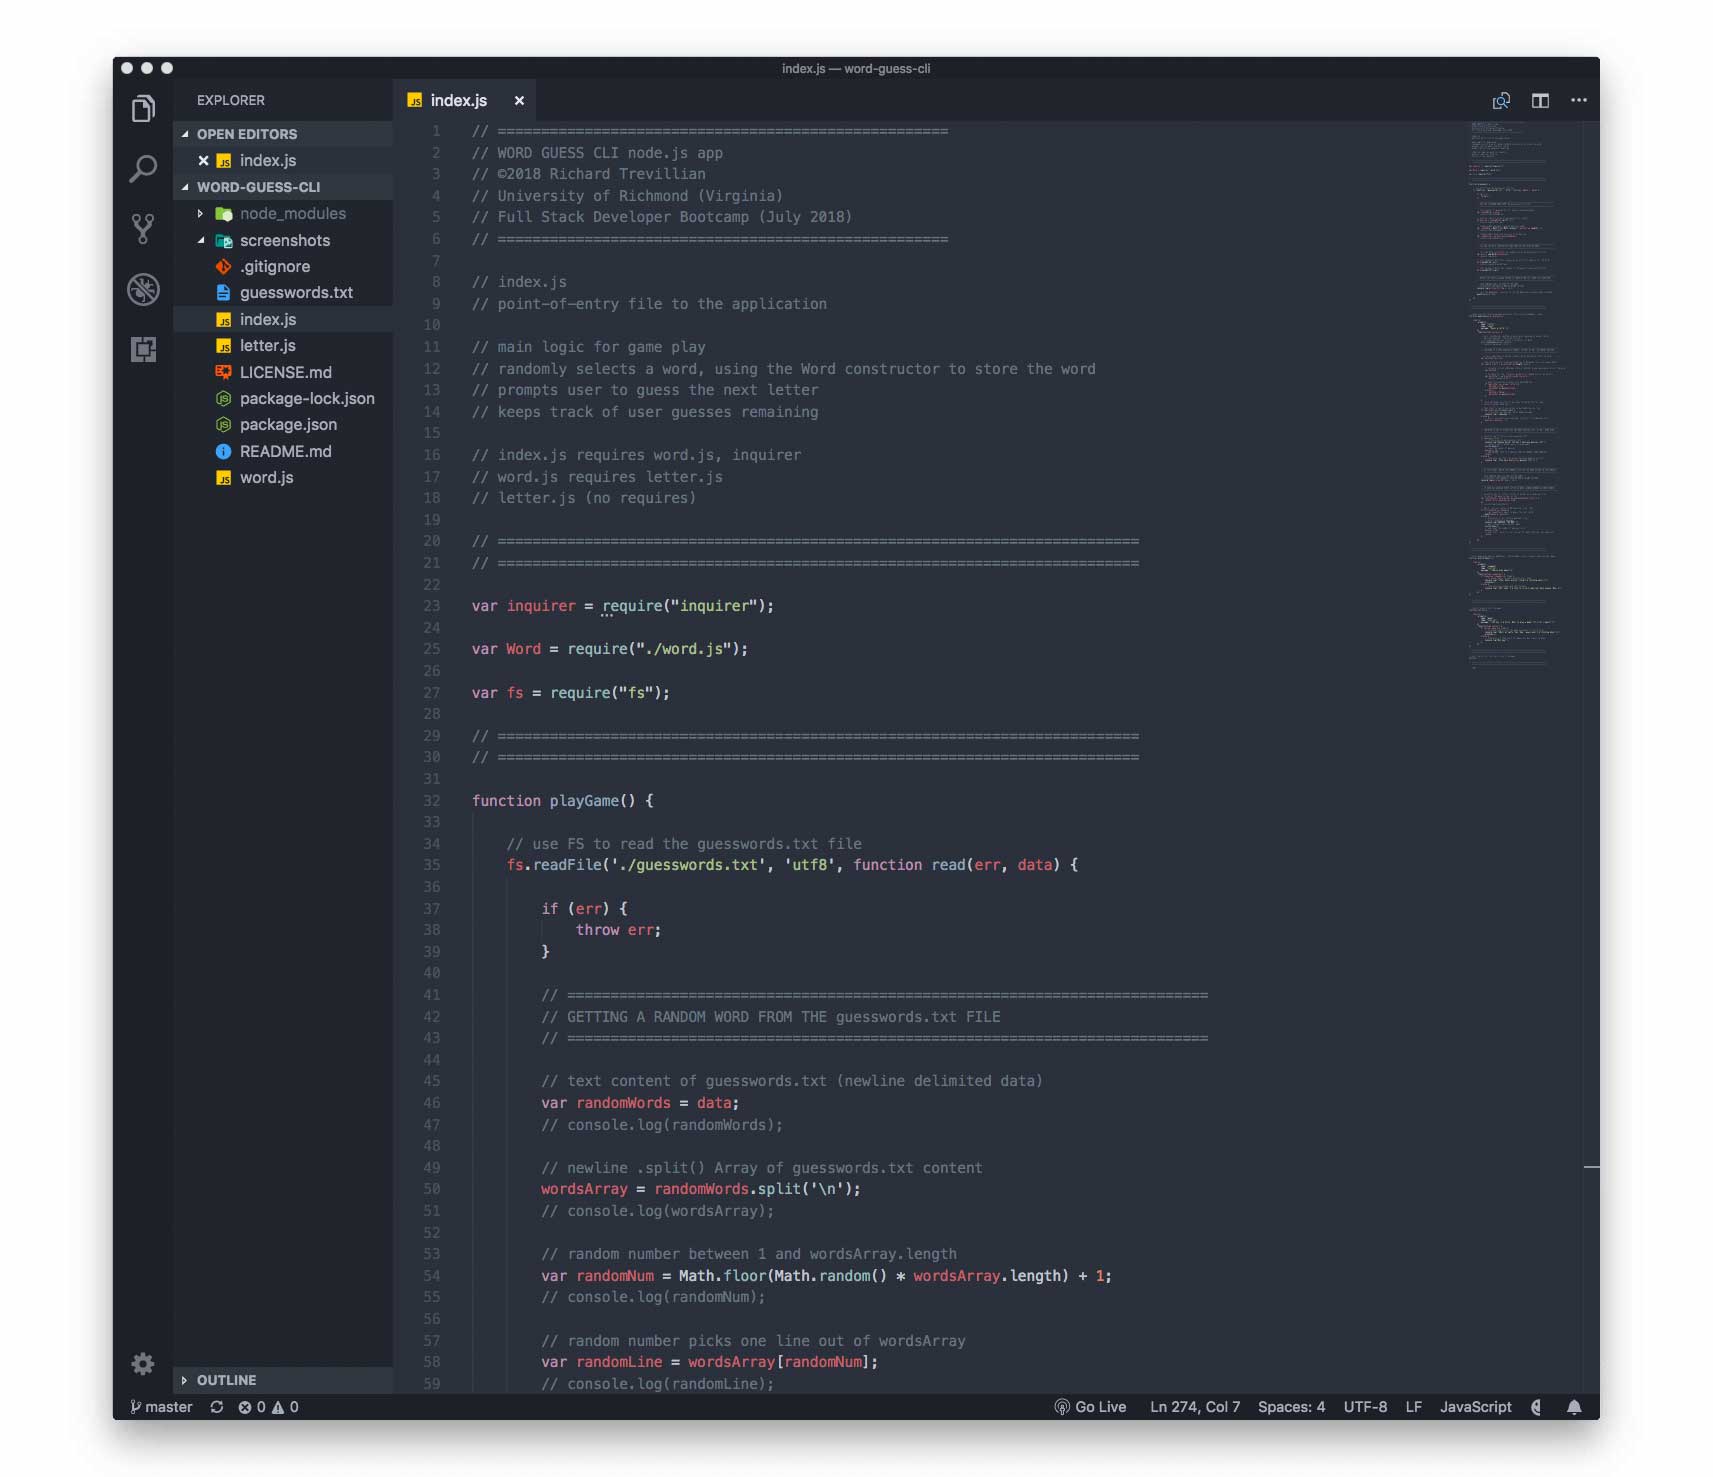 index.js — word-guess-cli
EXPLORER
OPEN EDITORS
index.js
WORD-GUESS-CLI
node_modules
screenshots
.gitignore
guesswords.txt
index.js
letter.js
LICENSE.md
package-lock.json
package.json
README.md
word.js
OUTLINE
index.js
1 // ====================================================
2 // WORD GUESS CLI node.js app
3 // ©2018 Richard Trevillian
4 // University of Richmond (Virginia)
5 // Full Stack Developer Bootcamp (July 2018)
6 // ====================================================
7
8 // index.js
9 // point-of-entry file to the application
10
11 // main logic for game play
12 // randomly selects a word, using the Word constructor to store the word
13 // prompts user to guess the next letter
14 // keeps track of user guesses remaining
15
16 // index.js requires word.js, inquirer
17 // word.js requires letter.js
18 // letter.js (no requires)
19
20 // ==========================================================================
21 // ==========================================================================
22
23 var inquirer = require("inquirer");
24
25 var Word = require("./word.js");
26
27 var fs = require("fs");
28
29 // ==========================================================================
30 // ==========================================================================
31
32 function playGame() {
33
34 // use FS to read the guesswords.txt file
35 fs.readFile('./guesswords.txt', 'utf8', function read(err, data) {
36
37 if (err) {
38 throw err;
39 }
40
41 // ==========================================================================
42 // GETTING A RANDOM WORD FROM THE guesswords.txt FILE
43 // ==========================================================================
44
45 // text content of guesswords.txt (newline delimited data)
46 var randomWords = data;
47 // console.log(randomWords);
48
49 // newline .split() Array of guesswords.txt content
50 wordsArray = randomWords.split('\n');
51 // console.log(wordsArray);
52
53 // random number between 1 and wordsArray.length
54 var randomNum = Math.floor(Math.random() * wordsArray.length) + 1;
55 // console.log(randomNum);
56
57 // random number picks one line out of wordsArray
58 var randomLine = wordsArray[randomNum];
59 // console.log(randomLine);
master 0 0 Go Live Ln 274, Col 7 Spaces: 4 UTF-8 LF JavaScript